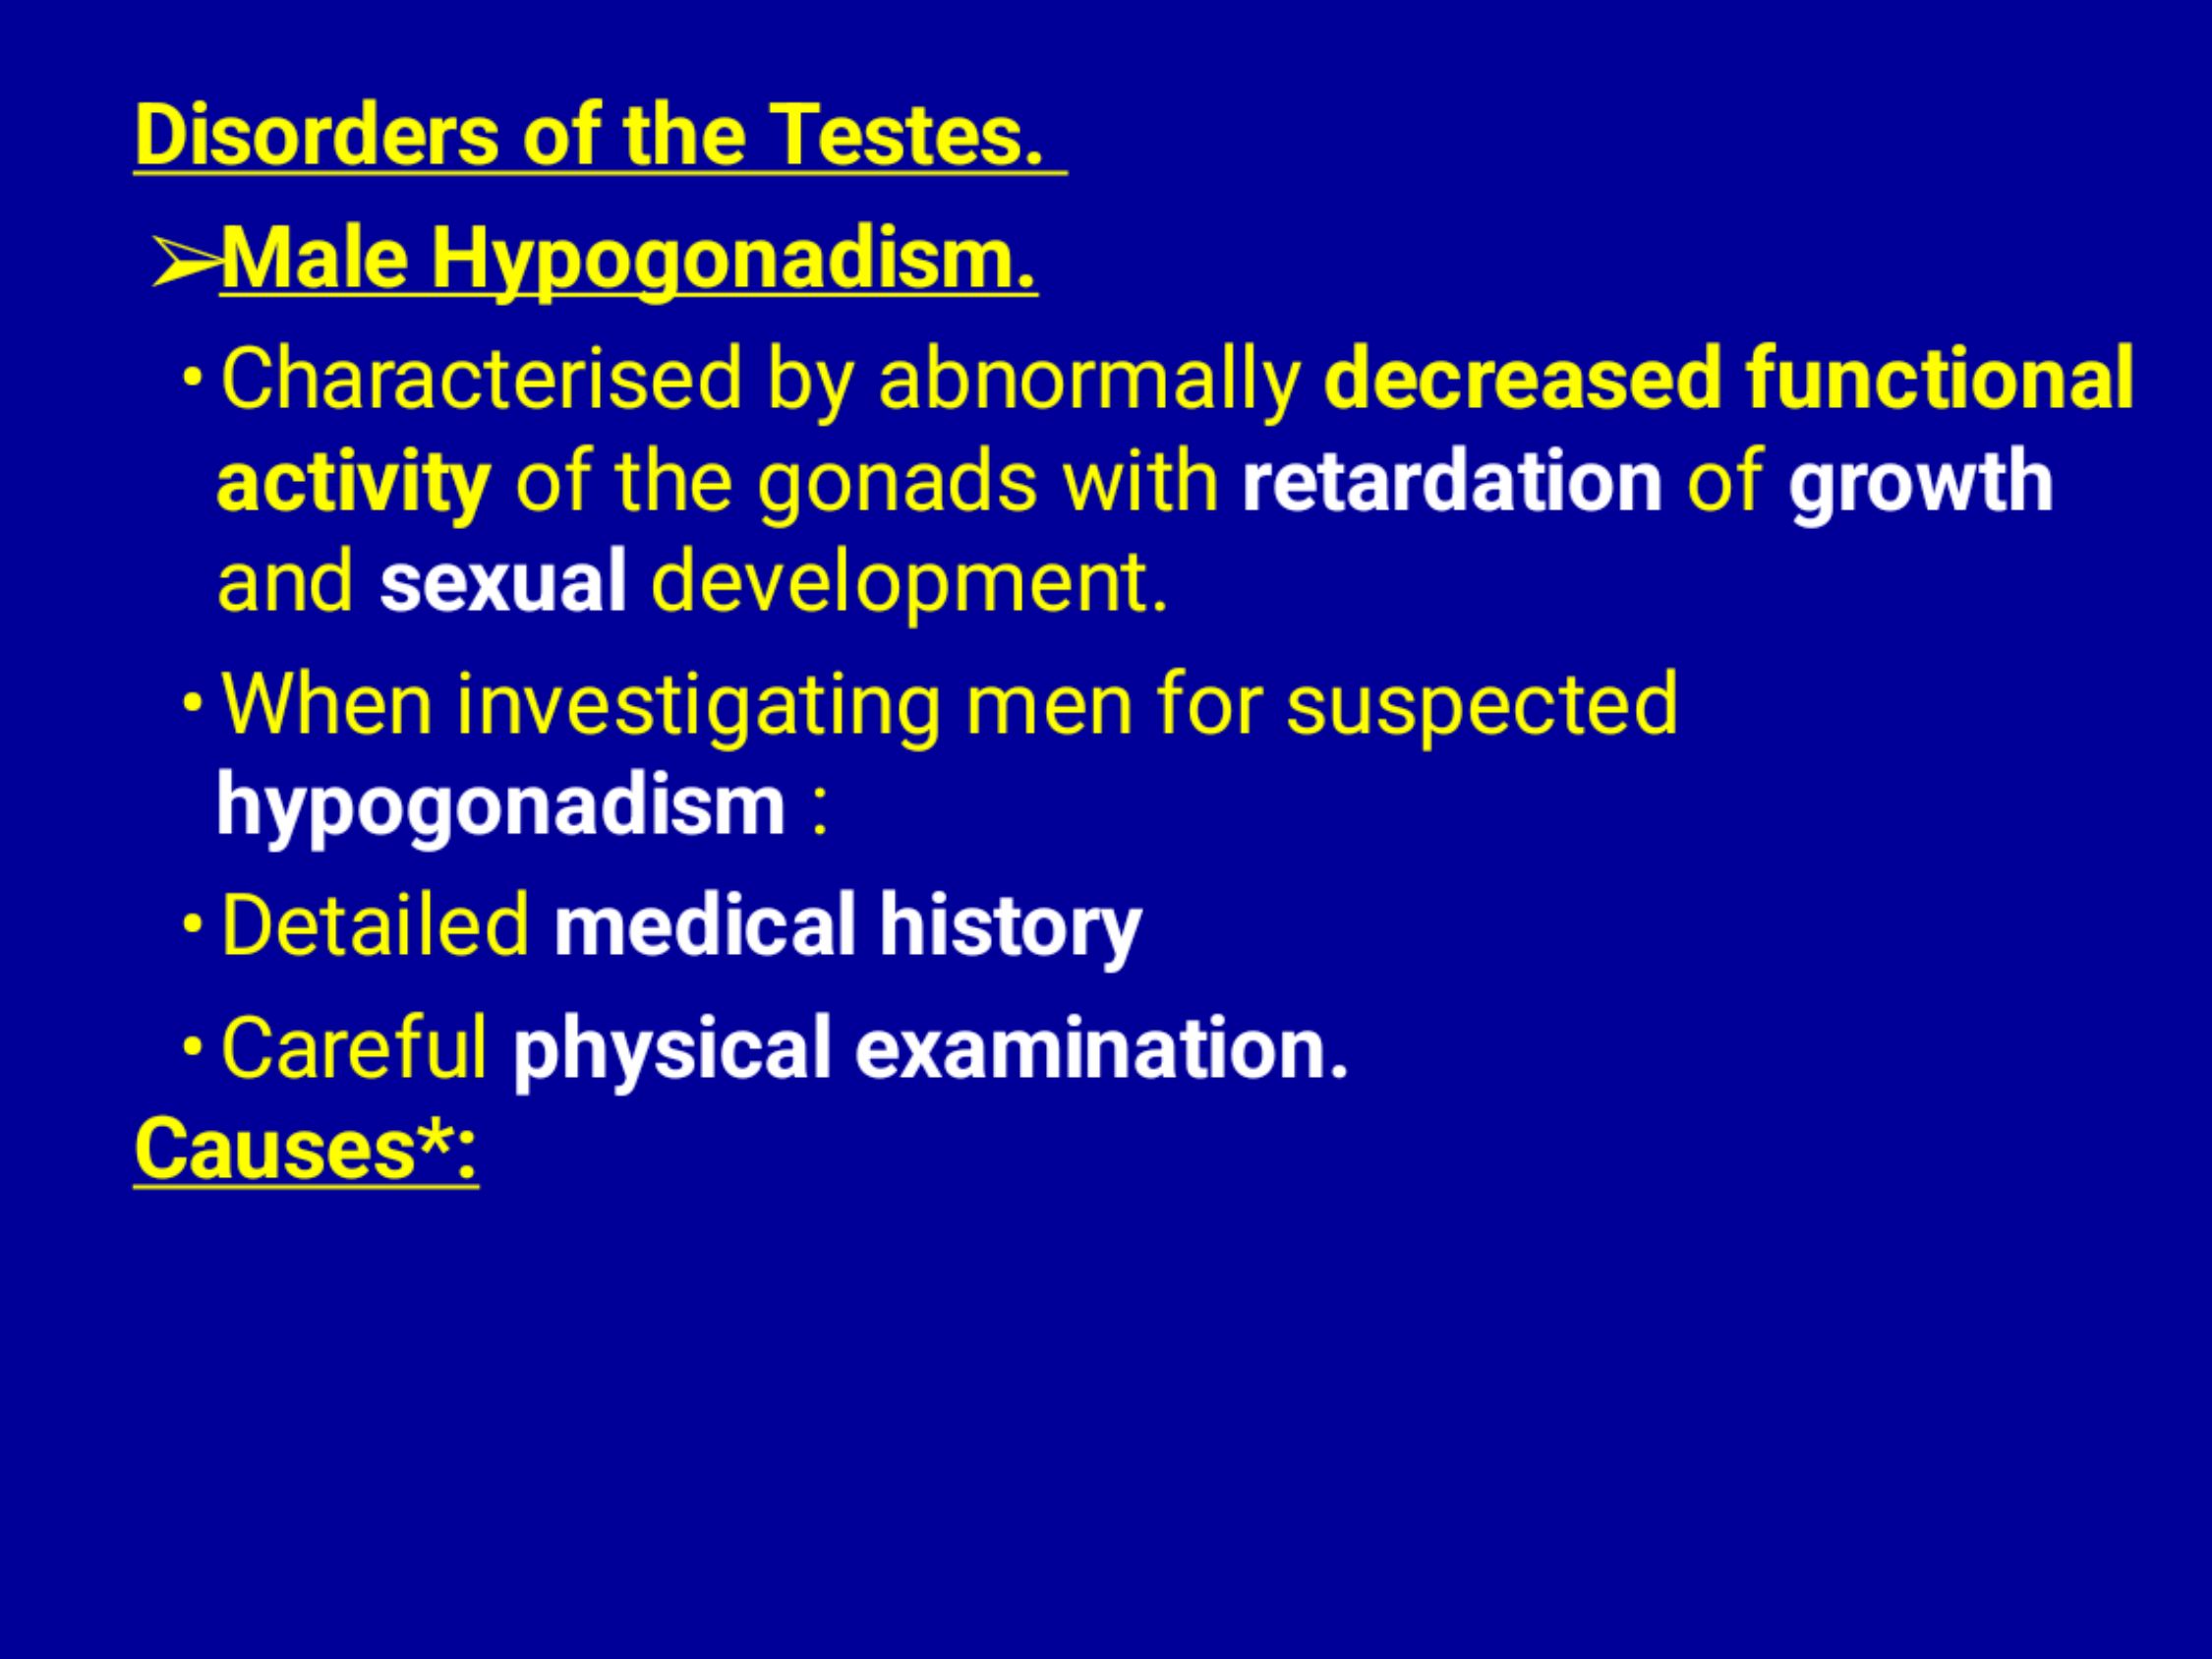 Disorders of the Testes.
➢Male Hypogonadism.
• Characterised by abnormally decreased functional
activity of the gonads with retardation of growth
and sexual development.
• When investigating men for suspected
hypogonadism :
• Detailed medical history
• Careful physical examination.
Causes*: